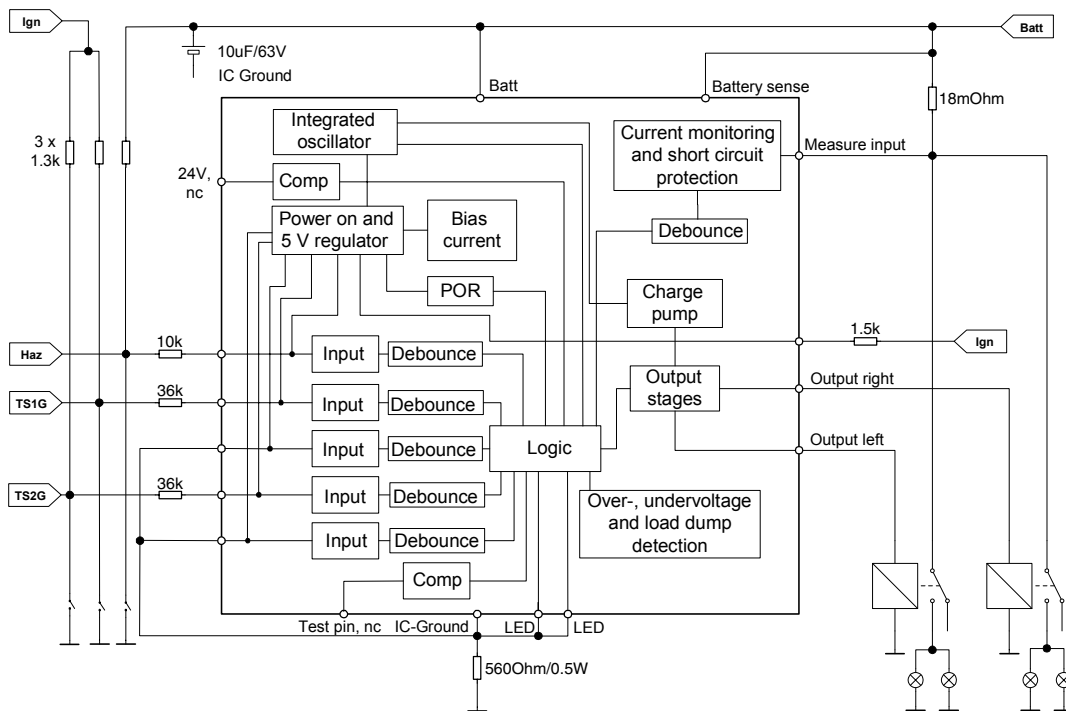 Ign
Batt
10uF/63V
IC Ground
Batt
Battery sense
18mOhm
3 x
1.3k
Integrated
oscillator
Current monitoring
and short circuit
protection
Measure input
24V,
nc
Comp
Power on and
5 V regulator
Bias
current
Debounce
POR
Charge
pump
1.5k
Ign
Haz
10k
Input
Debounce
Output
stages
Output right
TS1G
36k
Input
Debounce
Input
Debounce
Logic
Output left
TS2G
36k
Input
Debounce
Over-, undervoltage
and load dump
detection
Input
Debounce
Comp
Test pin, nc
IC-Ground
LED
LED
560Ohm/0.5W